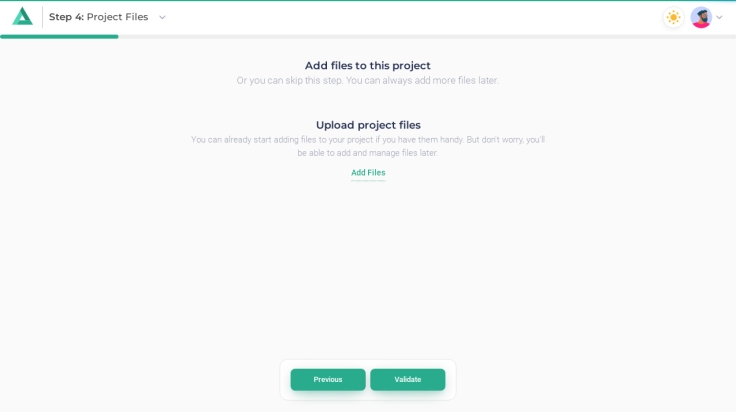 Step 4: Project Files
Add files to this project
Or you can skip this step. You can always add more files later.
Upload project files
You can already start adding files to your project if you have them handy. But don't worry, you'll
be able to add and manage files later.
Add Files
Previous
Validate